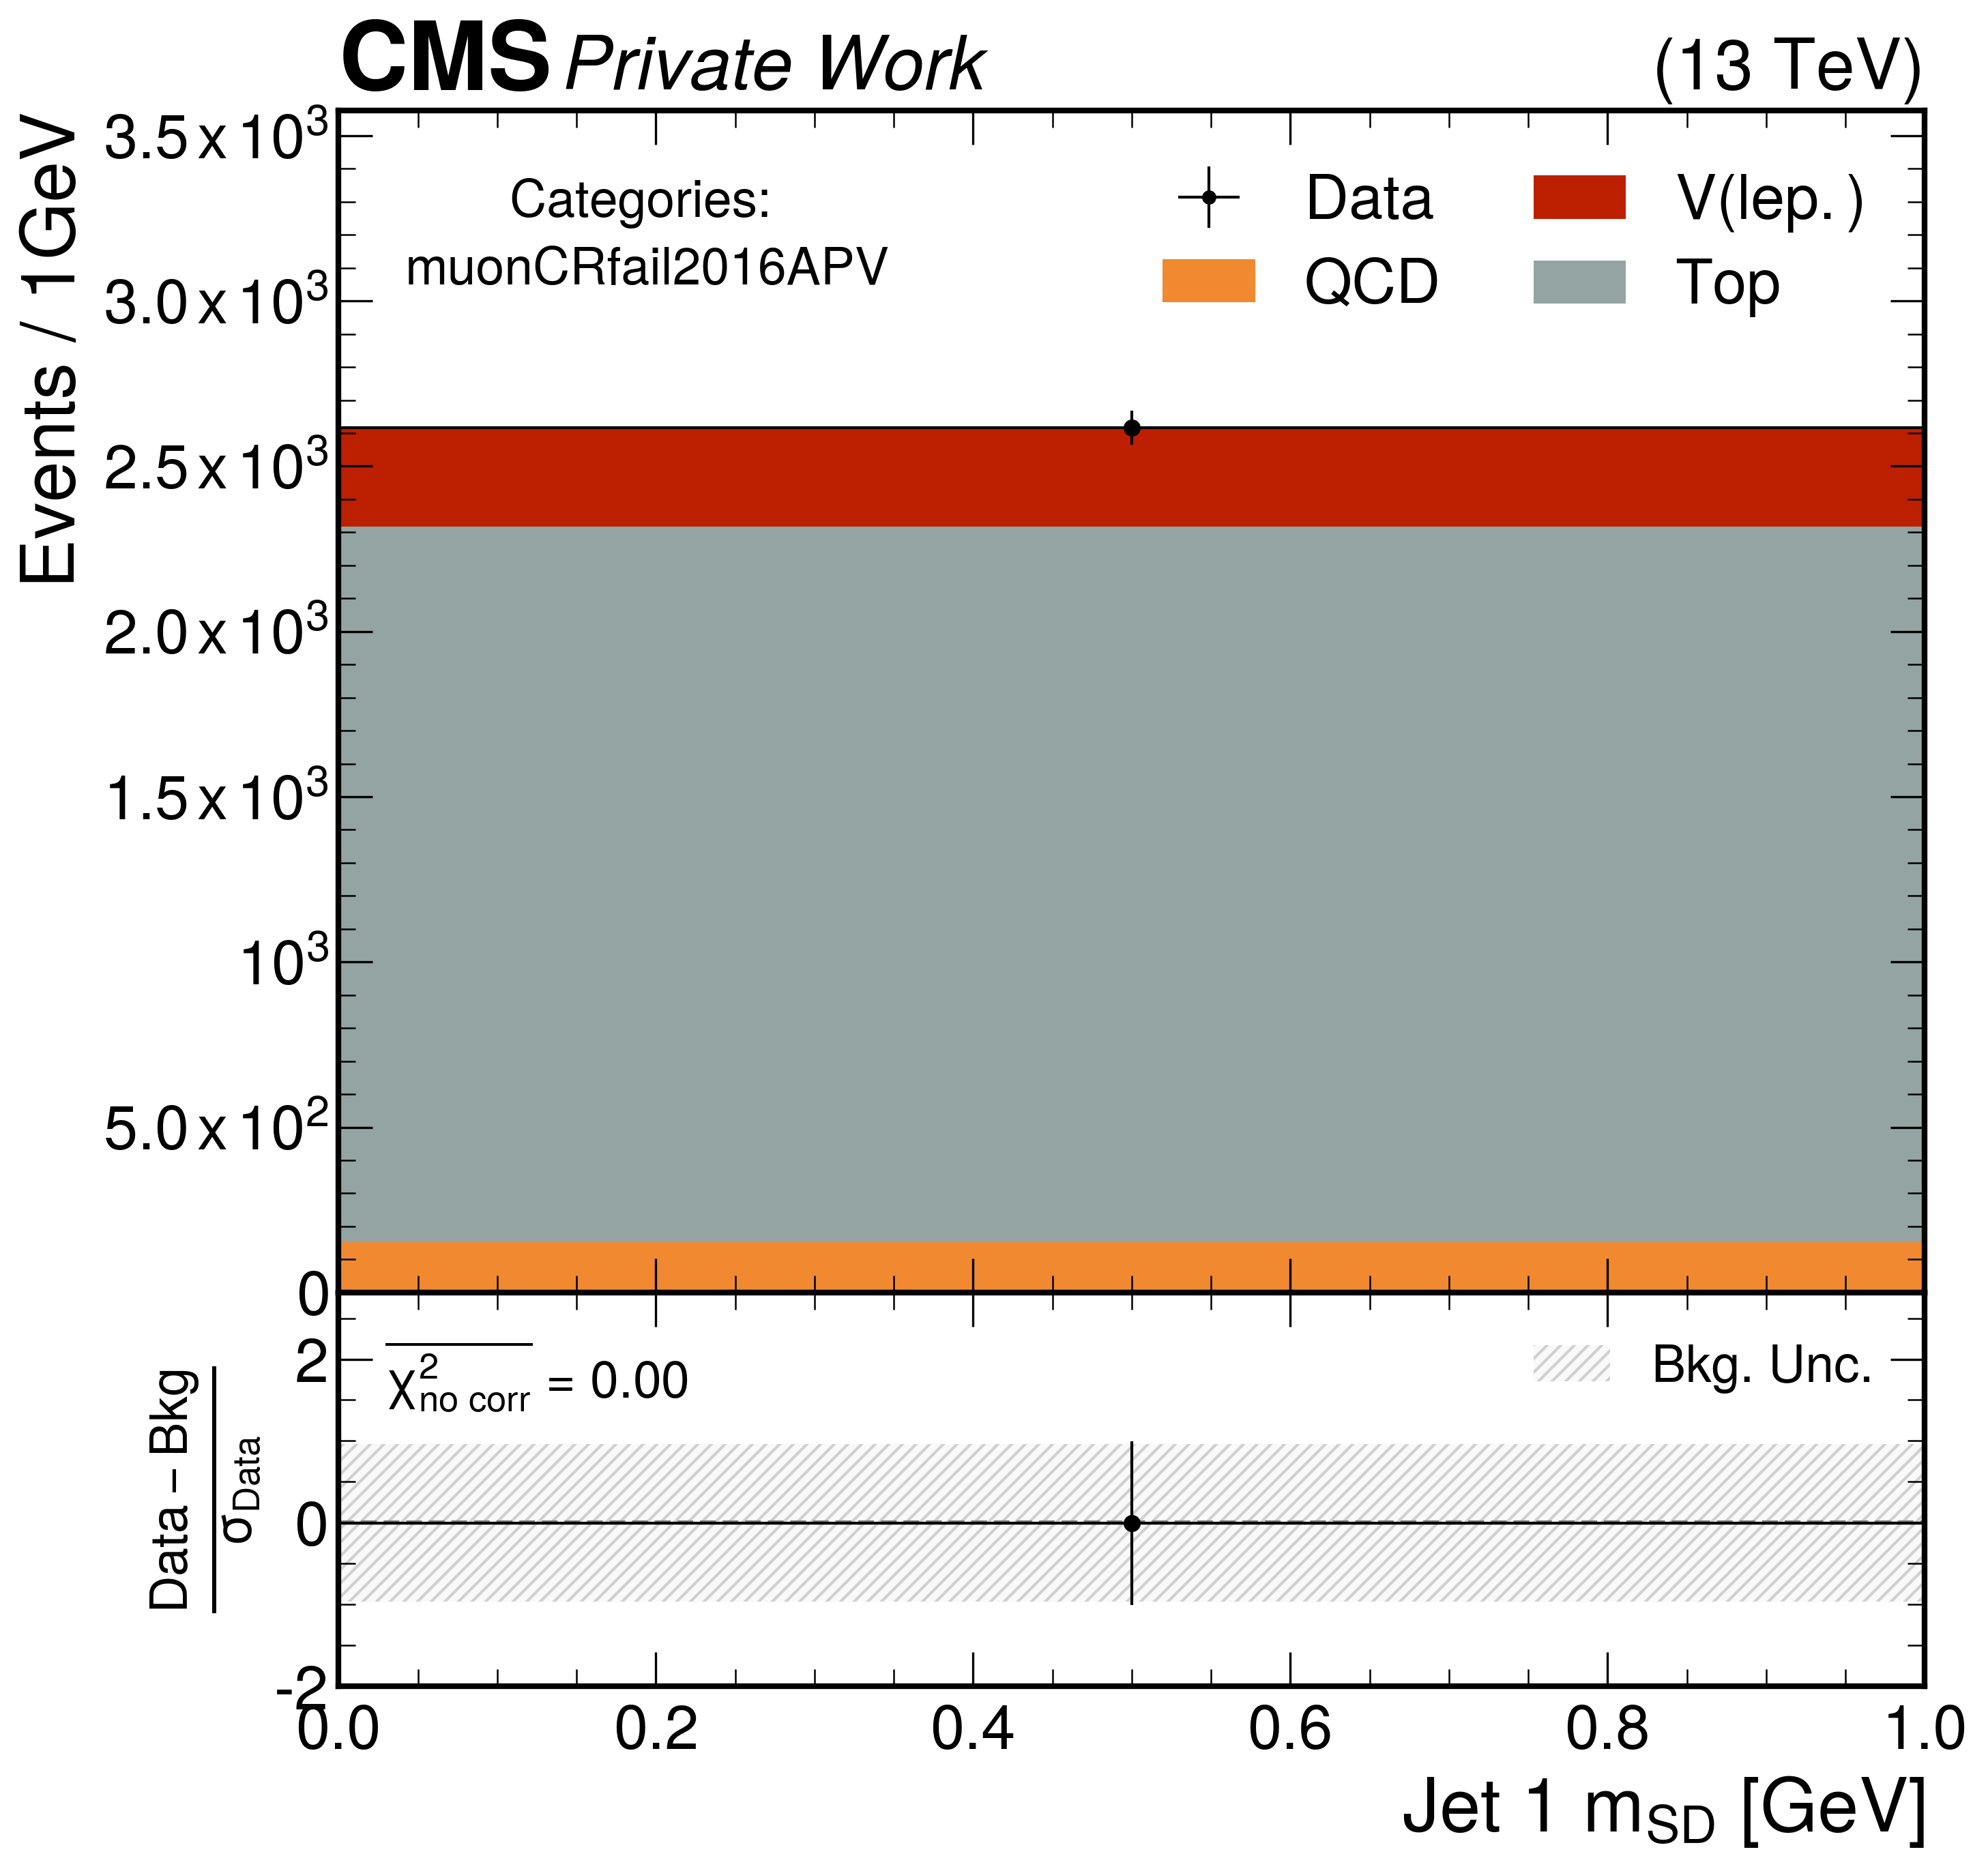 CMS Private Work (13 TeV)
Events / 1GeV
3.5 x 10³
3.0 x 10³
2.5 x 10³
2.0 x 10³
1.5 x 10³
10³
5.0 x 10²
0
Categories:
muonCRfail2016APV
Data
V(lep.)
QCD
Top
Data – Bkg
σ_Data
2
0
-2
χ²_no corr = 0.00
Bkg. Unc.
0.0 0.2 0.4 0.6 0.8 1.0
Jet 1 m_SD [GeV]